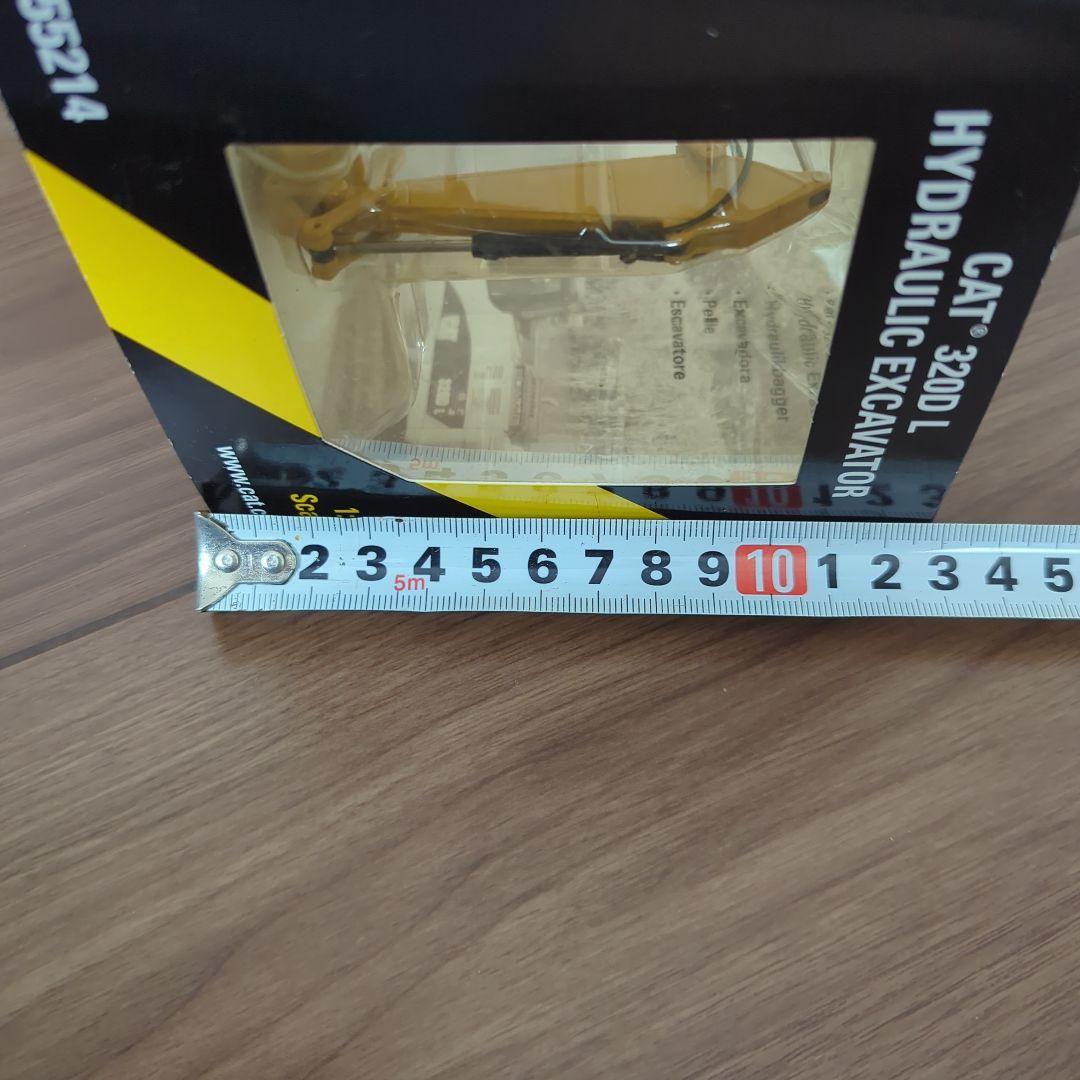 55214
CAT® 320D L
HYDRAULIC EXCAVATOR
• Hydraulikbagger
• Excavadora
• Pelle
• Escavatore
www.cat.c
2 3 4 5 6 7 8 9 10 1 2 3 4 5
5m